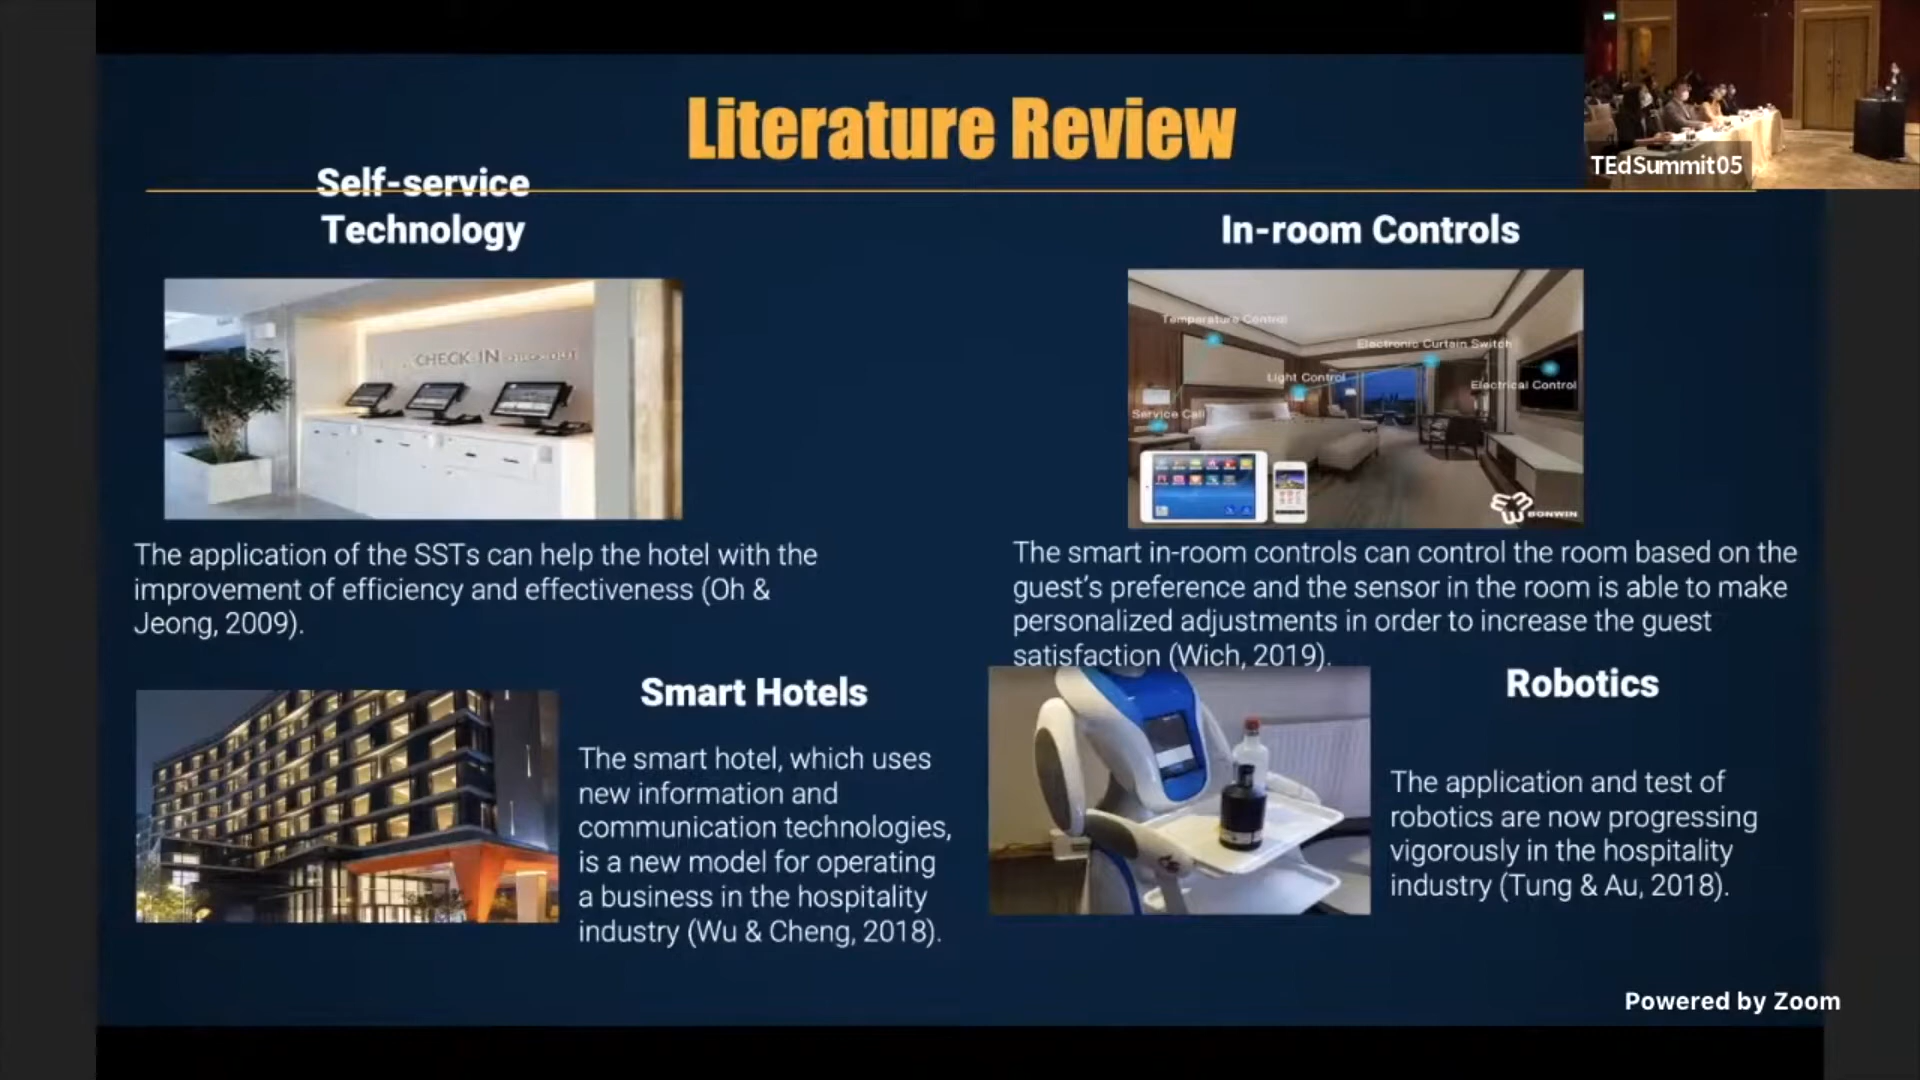 Literature Review
TEdSummit05
Self-service
Technology
CHECK-IN
The application of the SSTs can help the hotel with the
improvement of efficiency and effectiveness (Oh &
Jeong, 2009).
In-room Controls
Temperature Control
Electronic Curtain Switch
Light Control
Electrical Control
Service Call
BONWIN
The smart in-room controls can control the room based on the
guest's preference and the sensor in the room is able to make
personalized adjustments in order to increase the guest
satisfaction (Wich, 2019).
Smart Hotels
The smart hotel, which uses
new information and
communication technologies,
is a new model for operating
a business in the hospitality
industry (Wu & Cheng, 2018).
Robotics
The application and test of
robotics are now progressing
vigorously in the hospitality
industry (Tung & Au, 2018).
Powered by Zoom